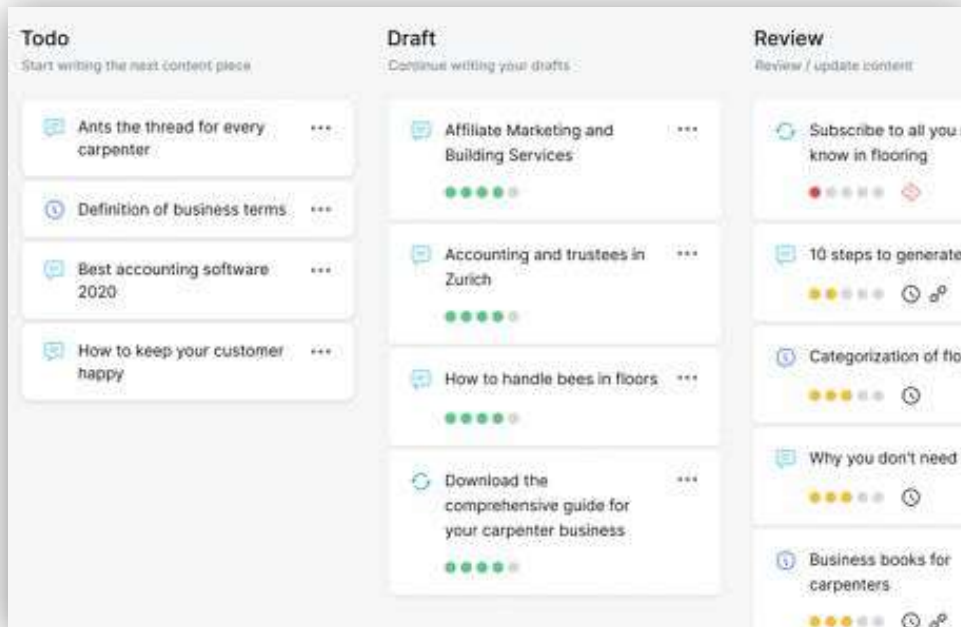 Todo
Start writing the next content piece
Ants the thread for every
carpenter
Definition of business terms
Best accounting software
2020
How to keep your customer
happy
Draft
Continue writing your drafts
Affiliate Marketing and
Building Services
Accounting and trustees in
Zurich
How to handle bees in floors
Download the
comprehensive guide for
your carpenter business
Review
Review / update content
Subscribe to all you
know in flooring
10 steps to generate
Categorization of flo
Why you don't need
Business books for
carpenters